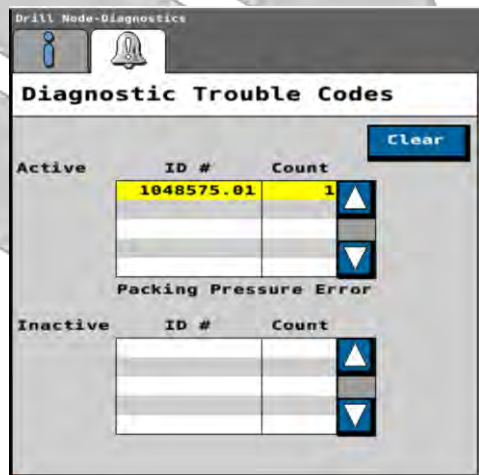 Drill Node-Diagnostics
Diagnostic Trouble Codes
Clear
Active ID # Count
1048575.01 1
Packing Pressure Error
Inactive ID # Count